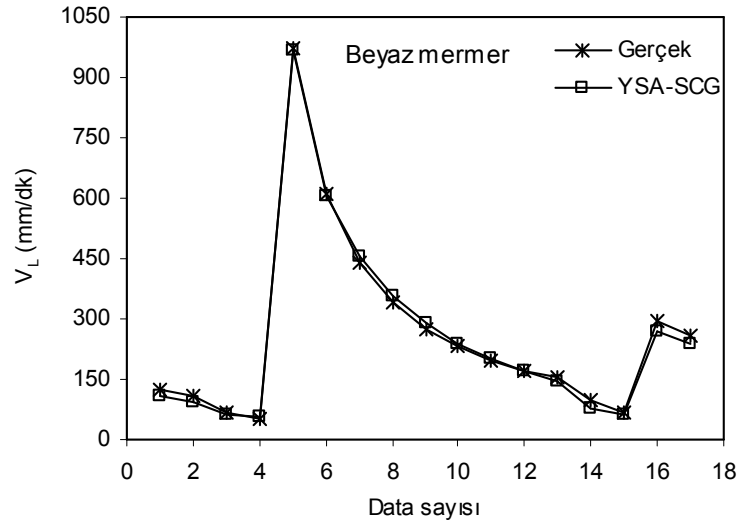 1050
900
750
600
450
300
150
0
V_L (mm/dk)
Beyaz mermer
Gerçek
YSA-SCG
0 2 4 6 8 10 12 14 16 18
Data sayısı